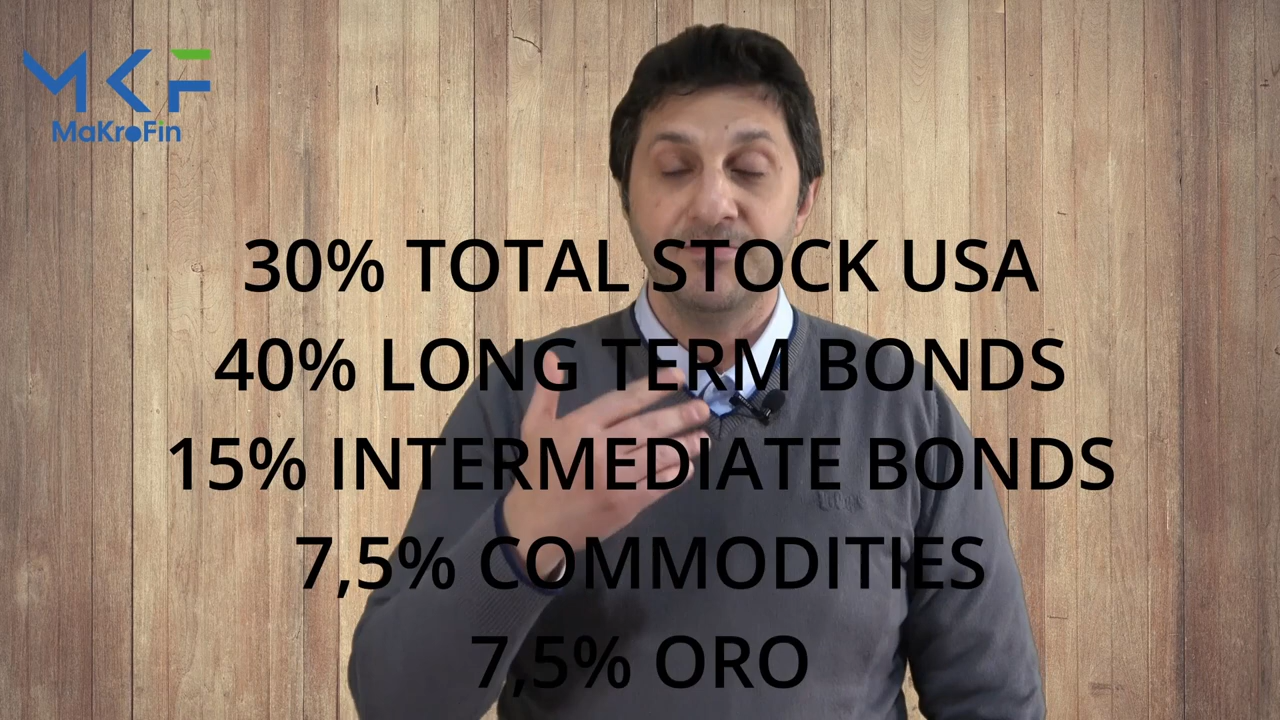 MKF
MaKroFin
30% TOTAL STOCK USA
40% LONG TERM BONDS
15% INTERMEDIATE BONDS
7,5% COMMODITIES
7,5% ORO